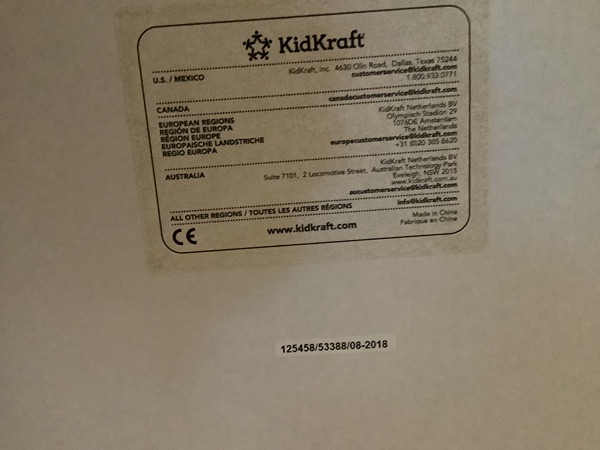 KidKraft
U.S. / MEXICO
KidKraft, Inc. 4630 Olin Road, Dallas, Texas 75244
customerservice@kidkraft.com
1.800.933.0771
CANADA
canadacustomerservice@kidkraft.com
EUROPEAN REGIONS
REGIÓN DE EUROPA
RÉGION EUROPE
EUROPAISCHE LANDSTRICHE
REGIO EUROPA
KidKraft Netherlands BV
Olympisch Stadion 29
1076DE Amsterdam
The Netherlands
europecustomerservice@kidkraft.com
+31 (0)20 305 8620
AUSTRALIA
KidKraft Netherlands BV
Suite 7101, 2 Locomotive Street, Australian Technology Park
Eveleigh, NSW 2015
www.kidkraft.com.au
aucustomerservice@kidkraft.com
ALL OTHER REGIONS / TOUTES LES AUTRES RÉGIONS
info@kidkraft.com
CE
www.kidkraft.com
Made in China
Fabriqué en Chine
125458/53388/08-2018